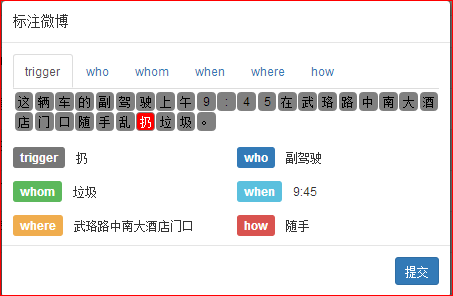 标注微博
trigger who whom when where how
这辆车的副驾驶上午9:45在武珞路中南大酒
店门口随手乱扔垃圾。
trigger 扔 who 副驾驶
whom 垃圾 when 9:45
where 武珞路中南大酒店门口 how 随手
提交